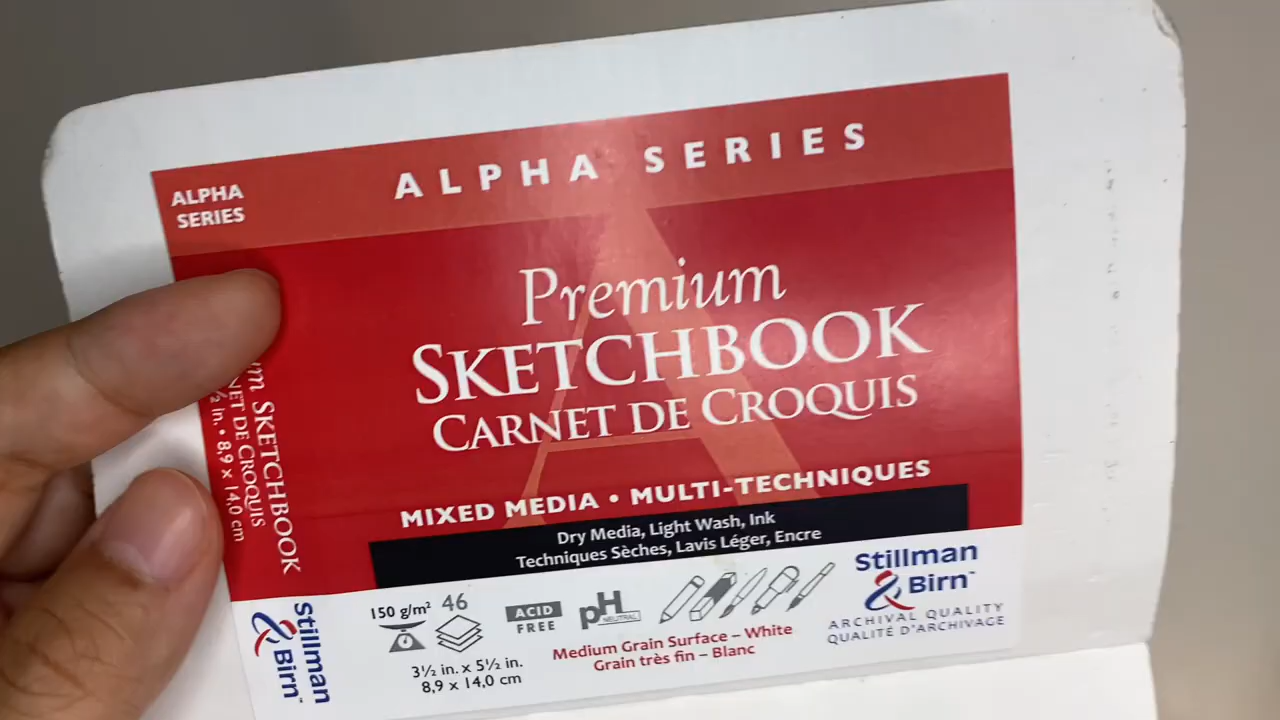 ALPHA SERIES
ALPHA
SERIES
Premium
SKETCHBOOK
CARNET DE CROQUIS
MIXED MEDIA • MULTI-TECHNIQUES
Dry Media, Light Wash, Ink
Techniques Sèches, Lavis Léger, Encre
150 g/m² 46
ACID
FREE
pH
NEUTRAL
3½ in. x 5½ in.
8,9 x 14,0 cm
Medium Grain Surface – White
Grain très fin – Blanc
Stillman
& Birn™
ARCHIVAL QUALITY
QUALITÉ D'ARCHIVAGE
SKETCHBOOK
DE CROQUIS
in. • 8,9 x 14,0 cm
Stillman
& Birn™